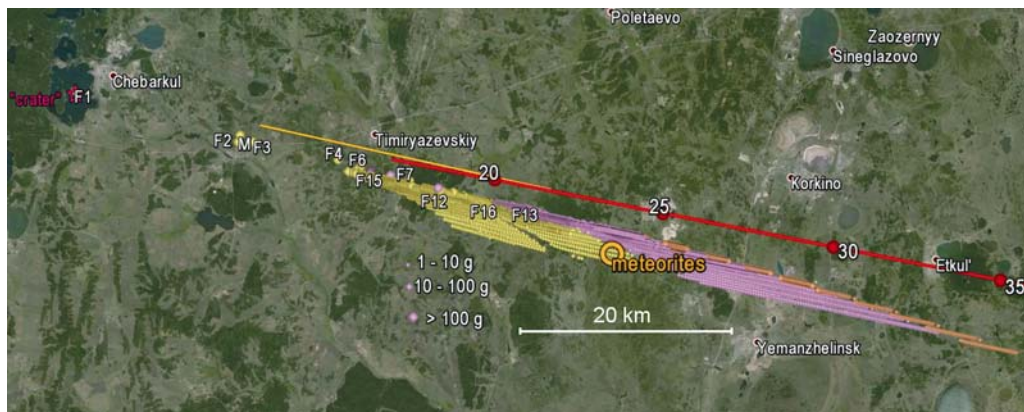 Poletaevo
Zaozernyy
Sineglazovo
Chebarkul
"crater" F1
F2 M F3
Timiryazevskiy
F4 F6
F15 F7
20
Korkino
F12
F16 F13
25
30
Etkul'
35
meteorites
1 - 10 g
10 - 100 g
> 100 g
20 km
Yemanzhelinsk